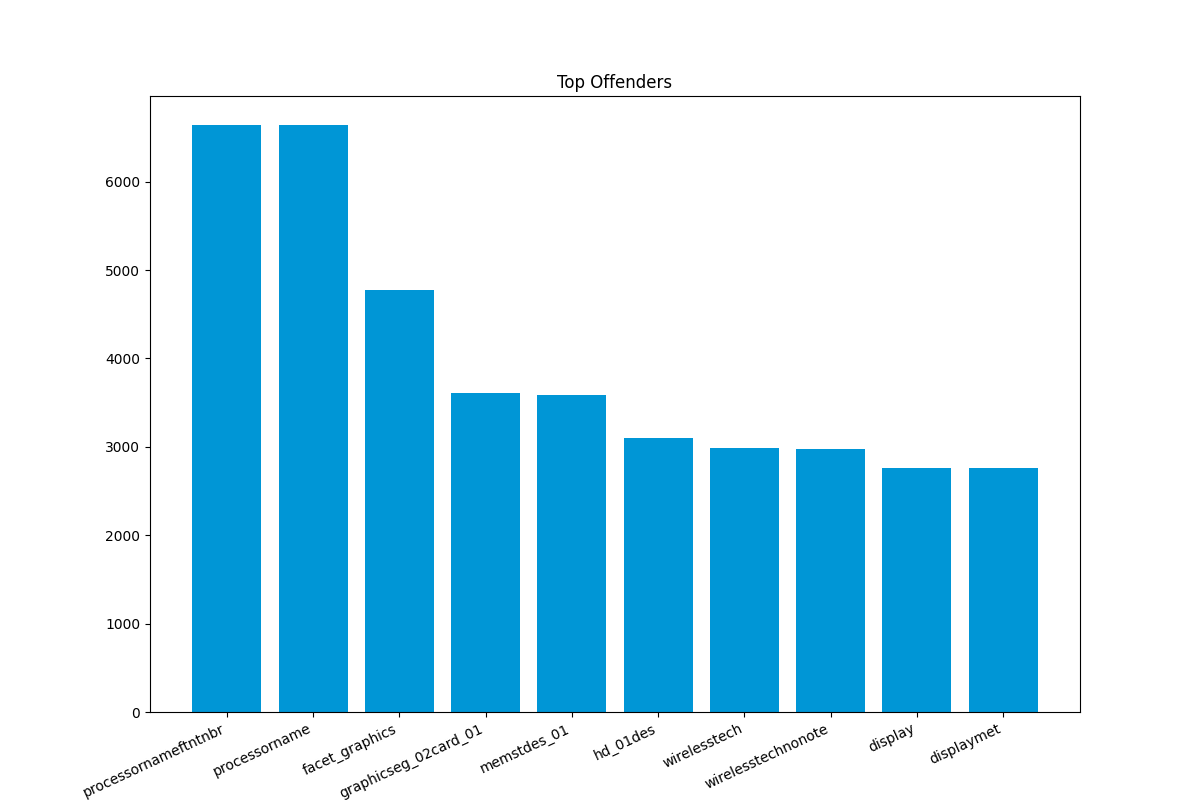 Top Offenders
6000
5000
4000
3000
2000
1000
0
processornameftntnbr
processorname
facet_graphics
graphicseg_02card_01
memstdes_01
hd_01des
wirelesstech
wirelesstechnonote
display
displaymet